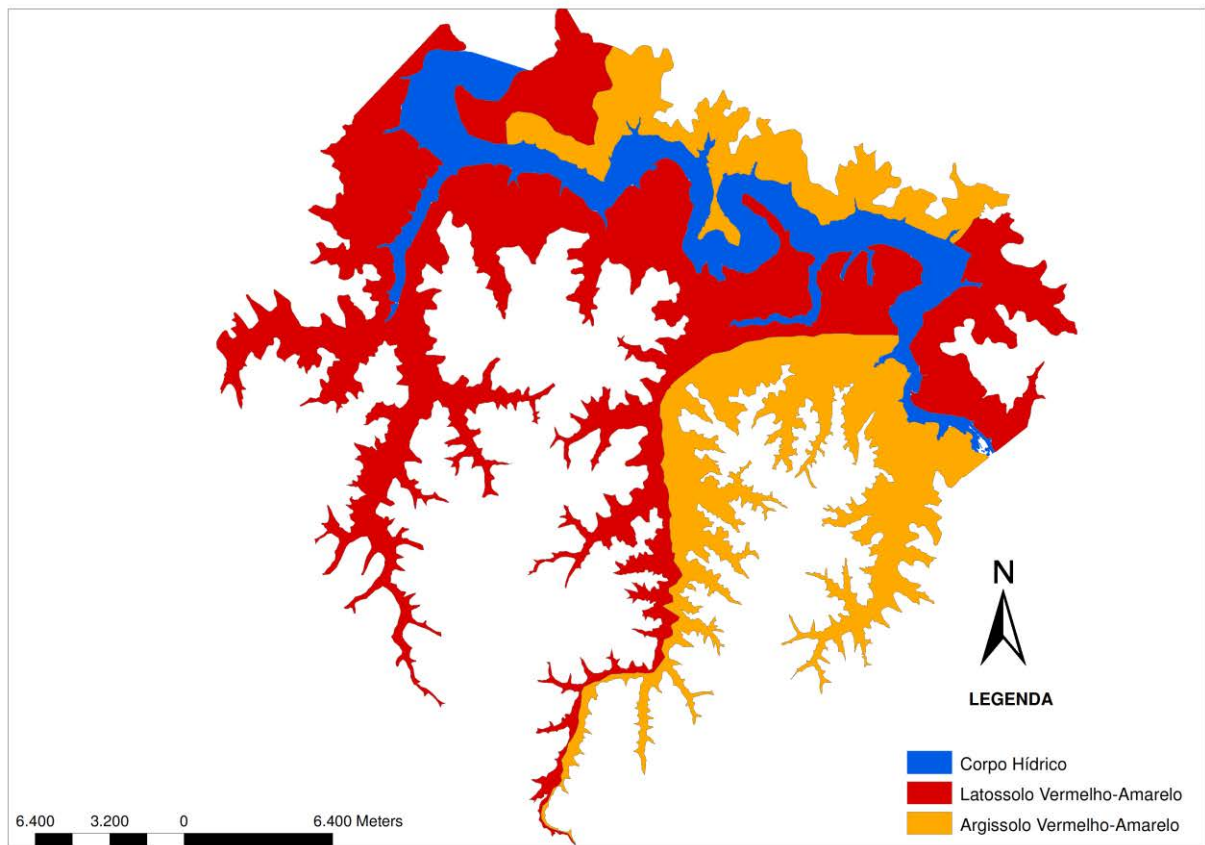 N
LEGENDA
Corpo Hídrico
Latossolo Vermelho-Amarelo
Argissolo Vermelho-Amarelo
6.400 3.200 0 6.400 Meters